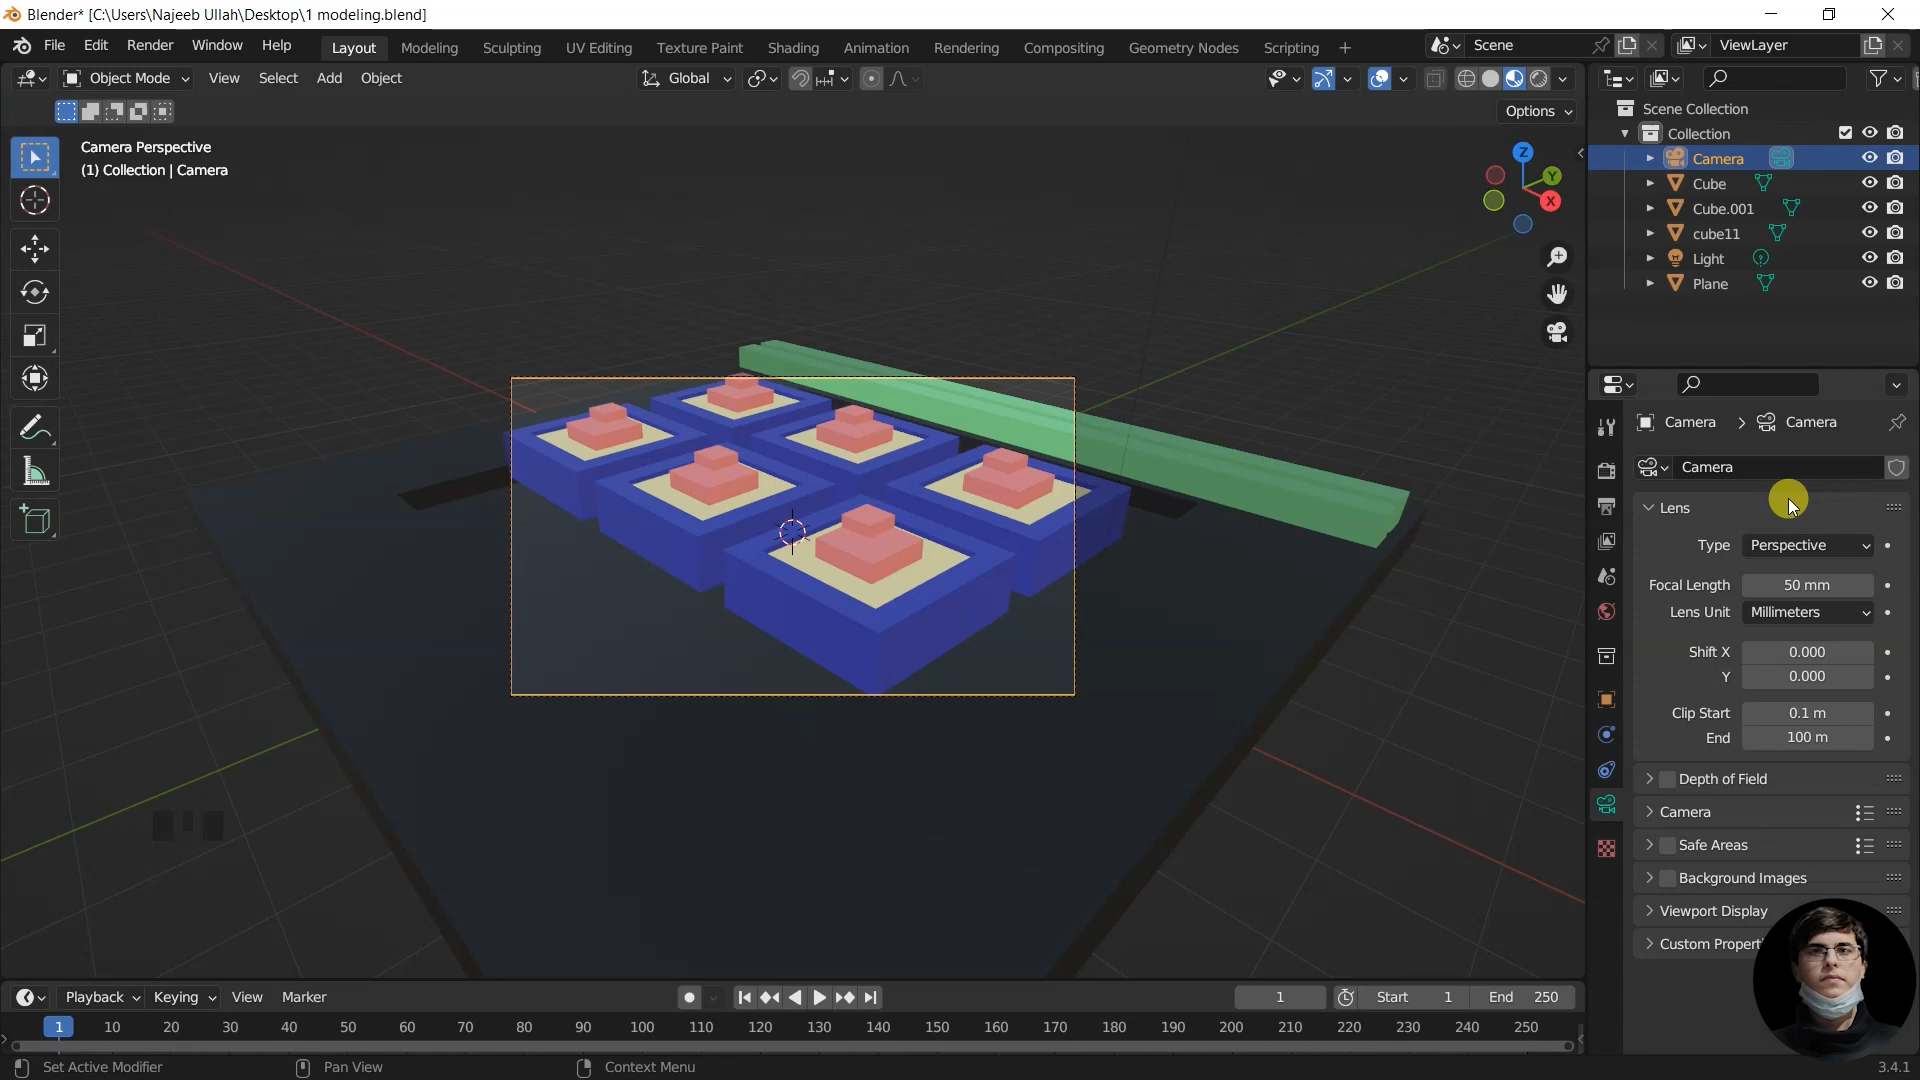 Blender* [C:\Users\Najeeb Ullah\Desktop\1 modeling.blend]
File Edit Render Window Help Layout Modeling Sculpting UV Editing Texture Paint Shading Animation Rendering Compositing Geometry Nodes Scripting + Scene ViewLayer
Object Mode View Select Add Object Global
Options
Camera Perspective
(1) Collection | Camera
Z
Y
X
Scene Collection
Collection
Camera
Cube
Cube.001
cube11
Light
Plane
Camera > Camera
Camera
Lens
Type Perspective
Focal Length 50 mm
Lens Unit Millimeters
Shift X 0.000
Y 0.000
Clip Start 0.1 m
End 100 m
Depth of Field
Camera
Safe Areas
Background Images
Viewport Display
Custom Properti
Playback Keying View Marker 1 Start 1 End 250
1 10 20 30 40 50 60 70 80 90 100 110 120 130 140 150 160 170 180 190 200 210 220 230 240 250
Set Active Modifier Pan View Context Menu 3.4.1